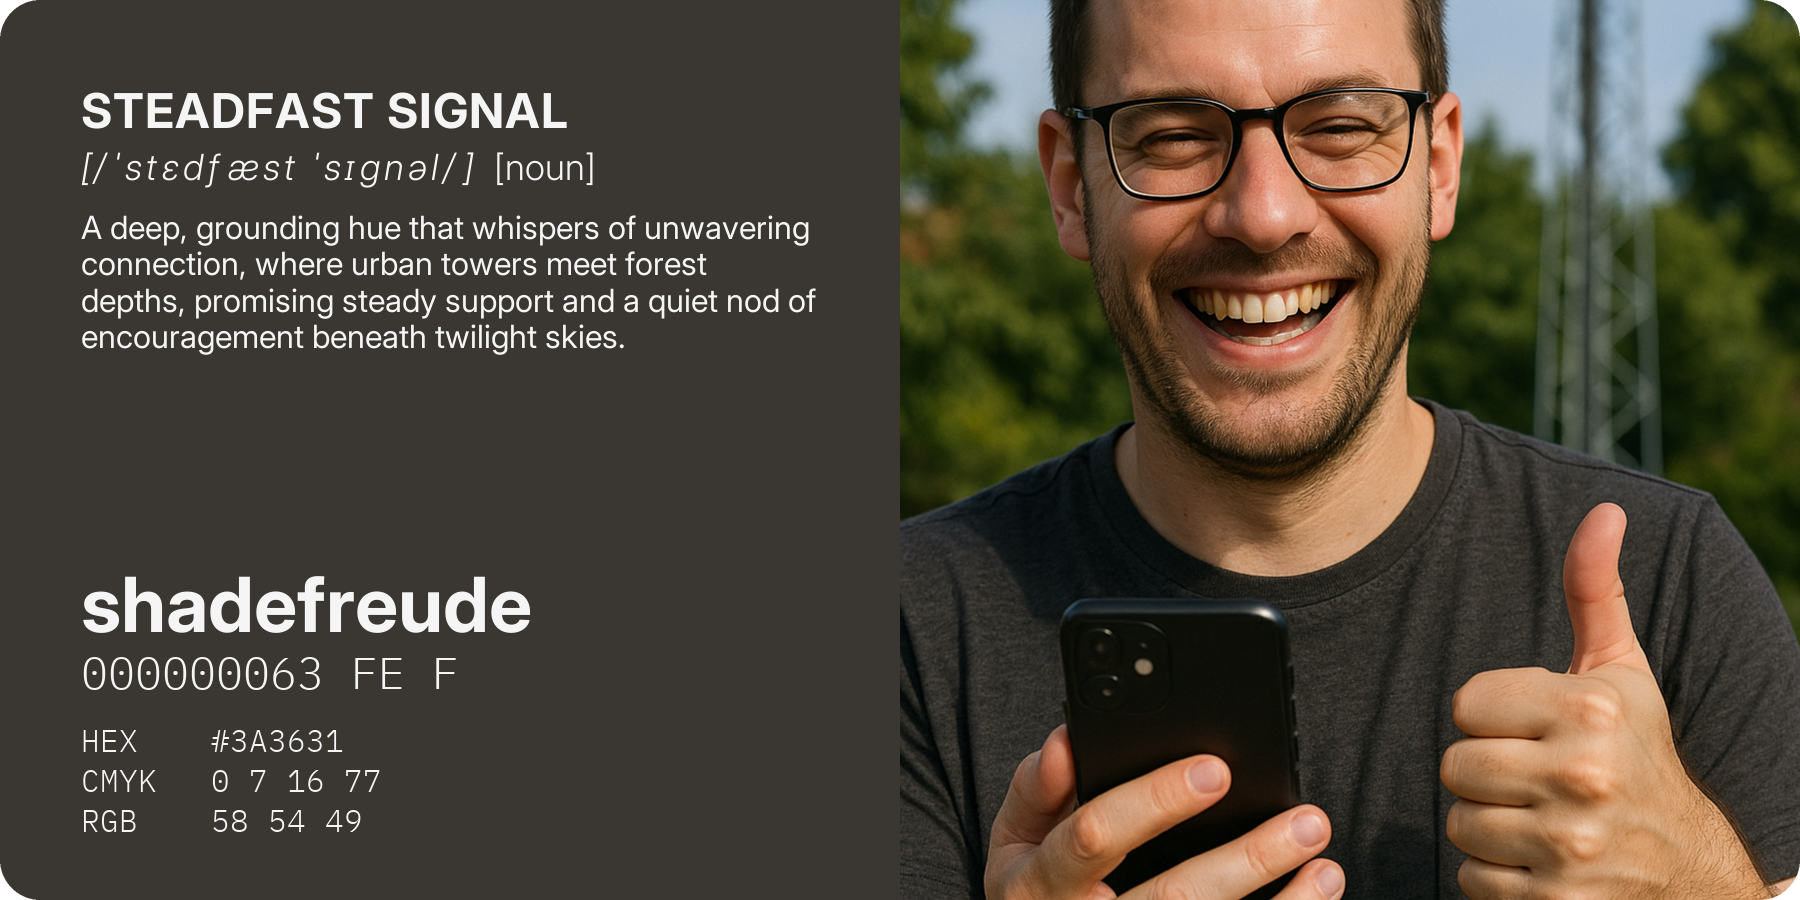 STEADFAST SIGNAL
[/ˈstɛdfæst ˈsɪɡnəl/] [noun]
A deep, grounding hue that whispers of unwavering
connection, where urban towers meet forest
depths, promising steady support and a quiet nod of
encouragement beneath twilight skies.
shadefreude
000000063 FE F
HEX #3A3631
CMYK 0 7 16 77
RGB 58 54 49